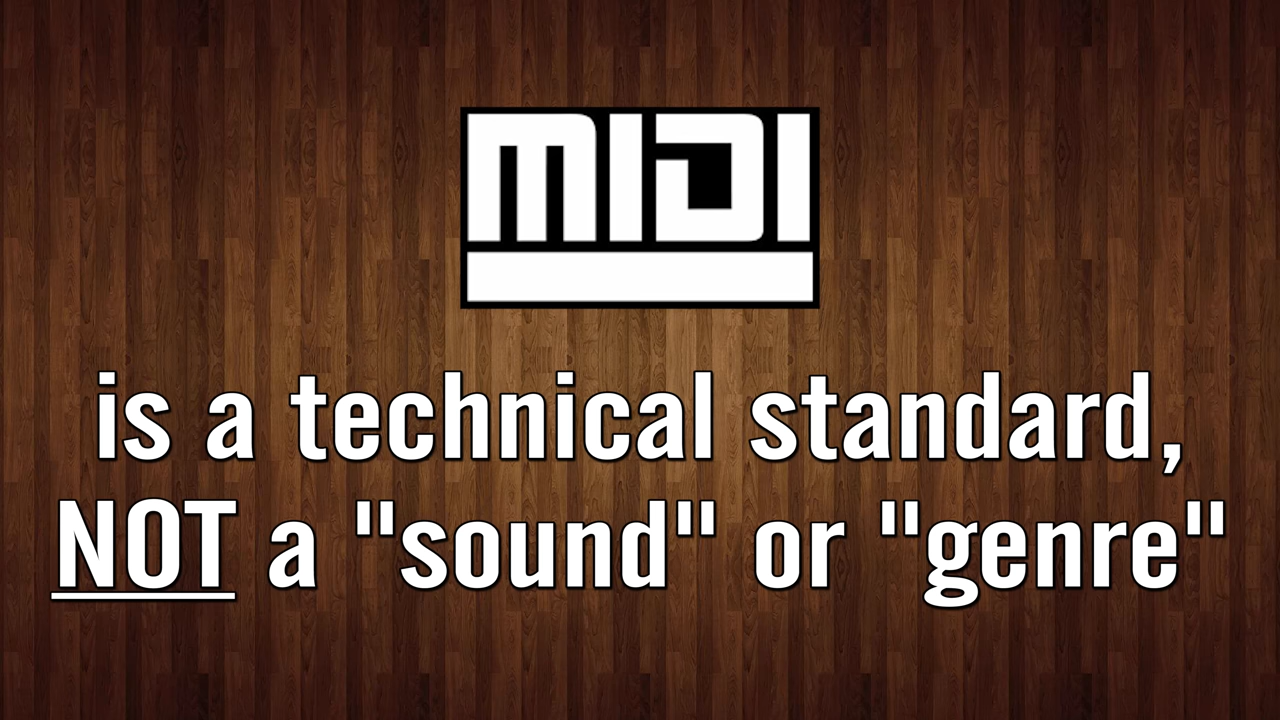 MIDI
is a technical standard,
NOT a "sound" or "genre"